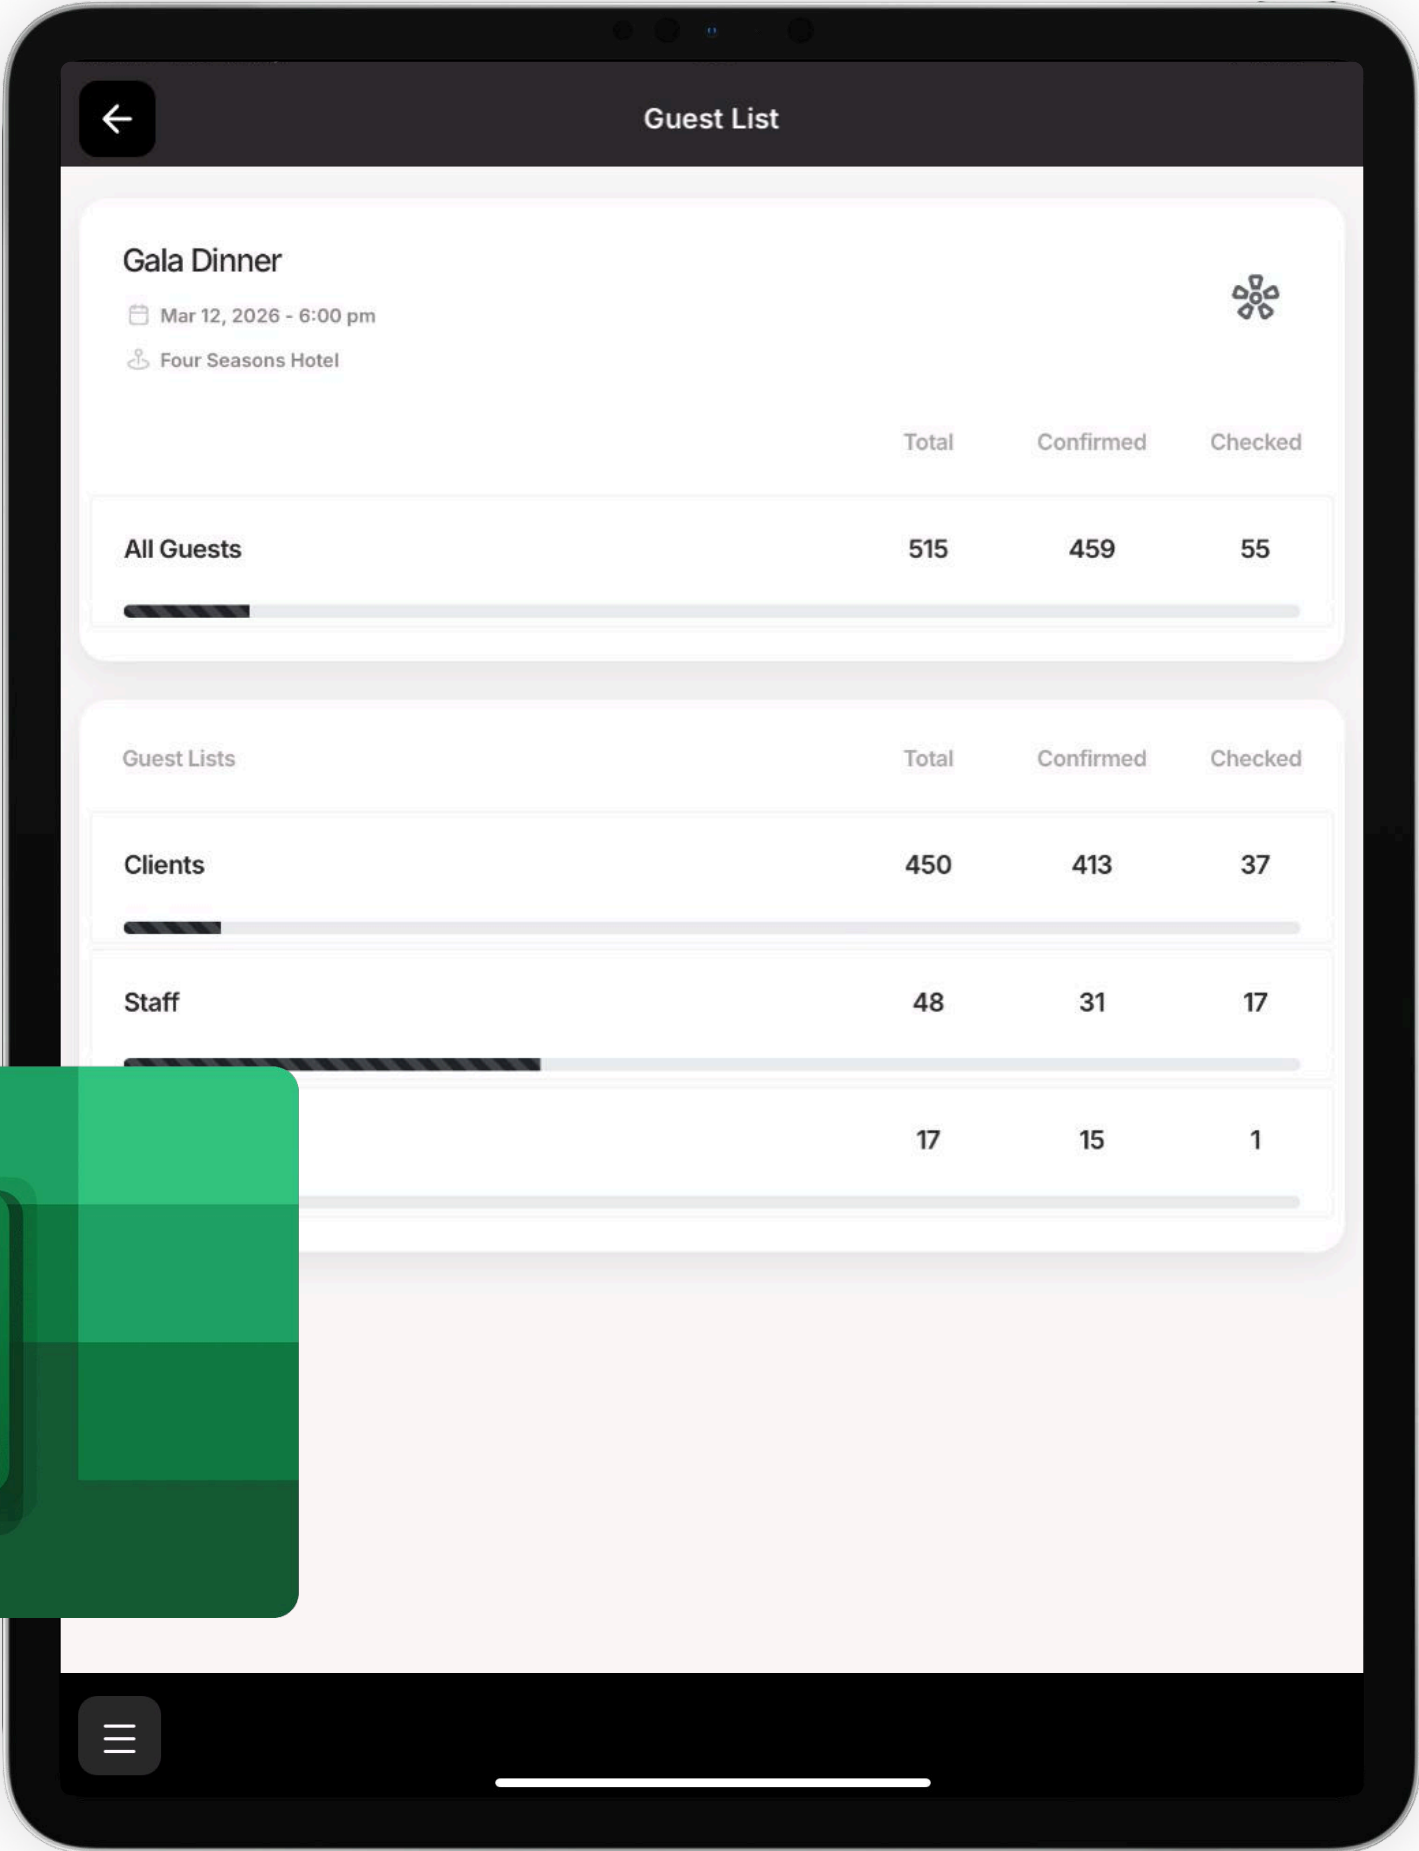 Guest List
Gala Dinner
Mar 12, 2026 - 6:00 pm
Four Seasons Hotel
Total Confirmed Checked
All Guests 515 459 55
Guest Lists Total Confirmed Checked
Clients 450 413 37
Staff 48 31 17
17 15 1